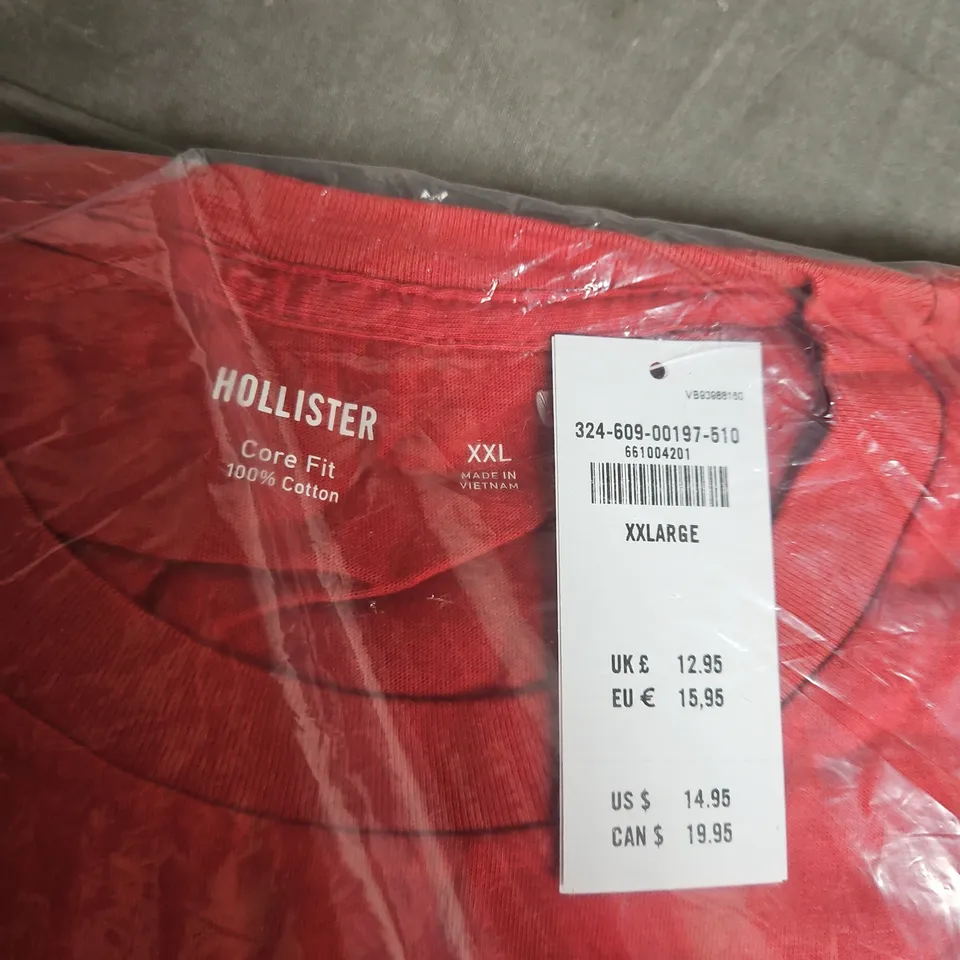 HOLLISTER
Core Fit
100% Cotton
XXL
MADE IN
VIETNAM
VB93988160
324-609-00197-510
661004201
XXLARGE
UK £ 12.95
EU € 15,95
US $ 14.95
CAN $ 19.95